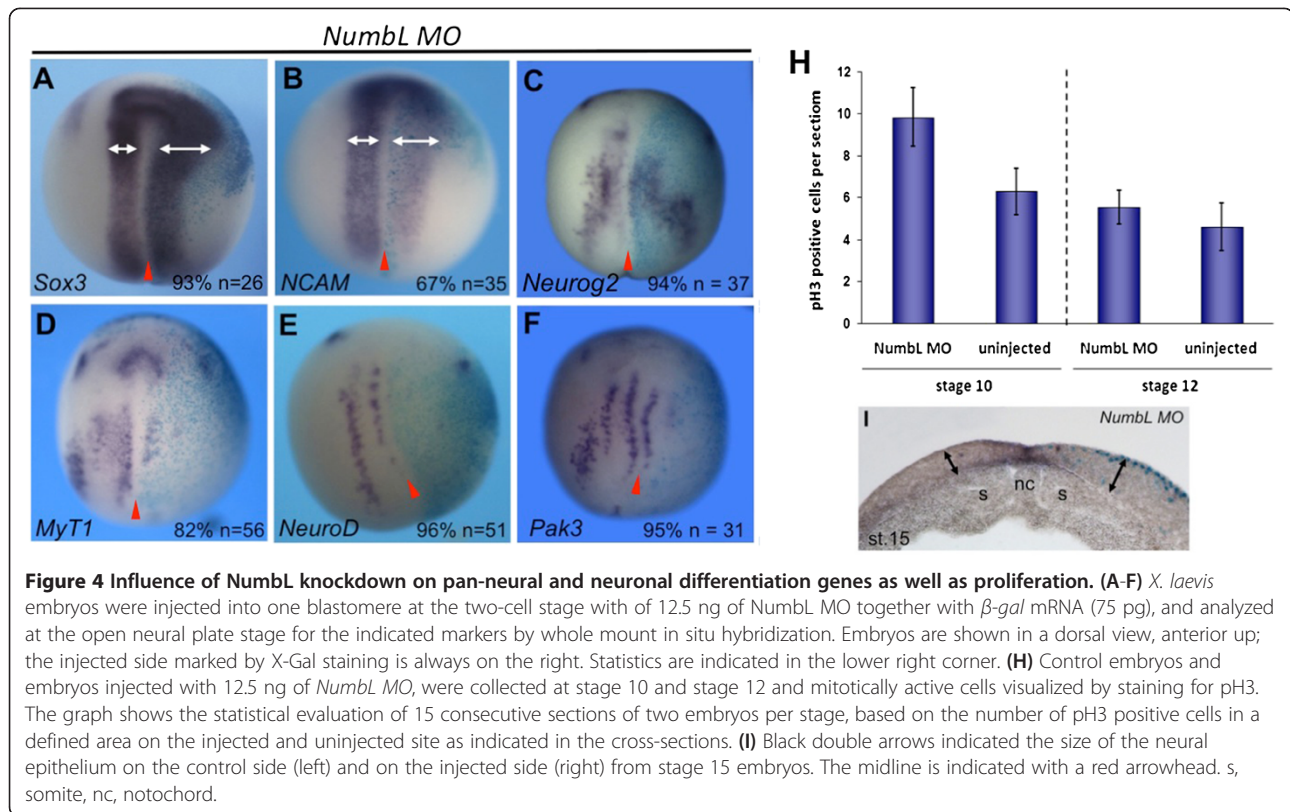 NumbL MO
A
B
C
Sox3 93% n=26
NCAM 67% n=35
Neurog2 94% n = 37
D
E
F
MyT1 82% n=56
NeuroD 96% n=51
Pak3 95% n = 31
H
pH3 positive cells per sectiom
12
10
8
6
4
2
0
NumbL MO uninjected NumbL MO uninjected
stage 10 stage 12
I
NumbL MO
s nc s
st.15
Figure 4 Influence of NumbL knockdown on pan-neural and neuronal differentiation genes as well as proliferation. (A-F) X. laevis
embryos were injected into one blastomere at the two-cell stage with of 12.5 ng of NumbL MO together with β-gal mRNA (75 pg), and analyzed
at the open neural plate stage for the indicated markers by whole mount in situ hybridization. Embryos are shown in a dorsal view, anterior up;
the injected side marked by X-Gal staining is always on the right. Statistics are indicated in the lower right corner. (H) Control embryos and
embryos injected with 12.5 ng of NumbL MO, were collected at stage 10 and stage 12 and mitotically active cells visualized by staining for pH3.
The graph shows the statistical evaluation of 15 consecutive sections of two embryos per stage, based on the number of pH3 positive cells in a
defined area on the injected and uninjected site as indicated in the cross-sections. (I) Black double arrows indicated the size of the neural
epithelium on the control side (left) and on the injected side (right) from stage 15 embryos. The midline is indicated with a red arrowhead. s,
somite, nc, notochord.